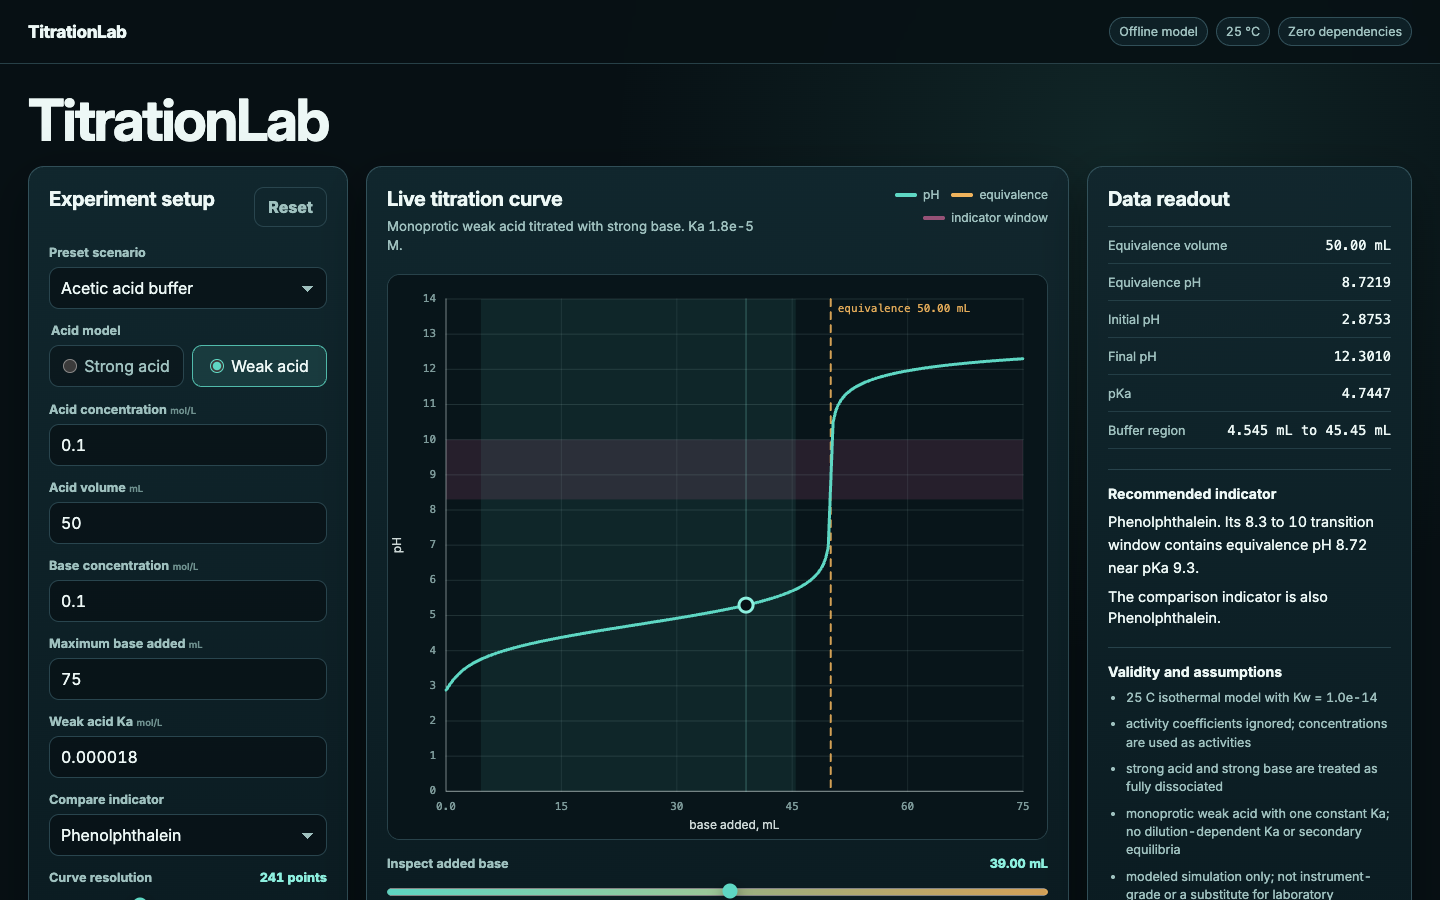 TitrationLab
Offline model
25 °C
Zero dependencies
TitrationLab
Experiment setup
Reset
Preset scenario
Acetic acid buffer
Acid model
Strong acid
Weak acid
Acid concentration mol/L
0.1
Acid volume mL
50
Base concentration mol/L
0.1
Maximum base added mL
75
Weak acid Ka mol/L
0.000018
Compare indicator
Phenolphthalein
Curve resolution
241 points
Live titration curve
Monoprotic weak acid titrated with strong base. Ka 1.8e-5
M.
pH
equivalence
indicator window
14
equivalence 50.00 mL
13
12
11
10
9
8
7
6
5
4
3
2
1
0
pH
0.0
15
30
45
60
75
base added, mL
Inspect added base
39.00 mL
Data readout
Equivalence volume
50.00 mL
Equivalence pH
8.7219
Initial pH
2.8753
Final pH
12.3010
pKa
4.7447
Buffer region
4.545 mL to 45.45 mL
Recommended indicator
Phenolphthalein. Its 8.3 to 10 transition
window contains equivalence pH 8.72
near pKa 9.3.
The comparison indicator is also
Phenolphthalein.
Validity and assumptions
• 25 C isothermal model with Kw = 1.0e-14
• activity coefficients ignored; concentrations
are used as activities
• strong acid and strong base are treated as
fully dissociated
• monoprotic weak acid with one constant Ka;
no dilution-dependent Ka or secondary
equilibria
• modeled simulation only; not instrument-
grade or a substitute for laboratory